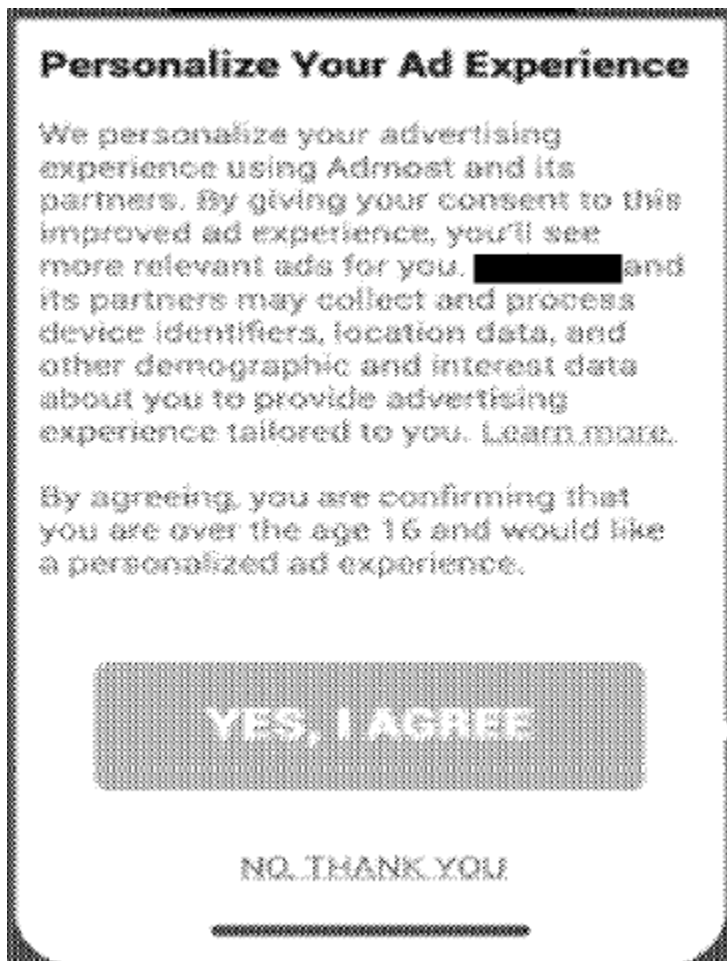 Personalize Your Ad Experience
We personalize your advertising
experience using Admost and its
partners. By giving your consent to this
improved ad experience, you'll see
more relevant ads for you. and
its partners may collect and process
device identifiers, location data, and
other demographic and interest data
about you to provide advertising
experience tailored to you. Learn more.
By agreeing, you are confirming that
you are over the age 16 and would like
a personalized ad experience.
YES, I AGREE
NO, THANK YOU